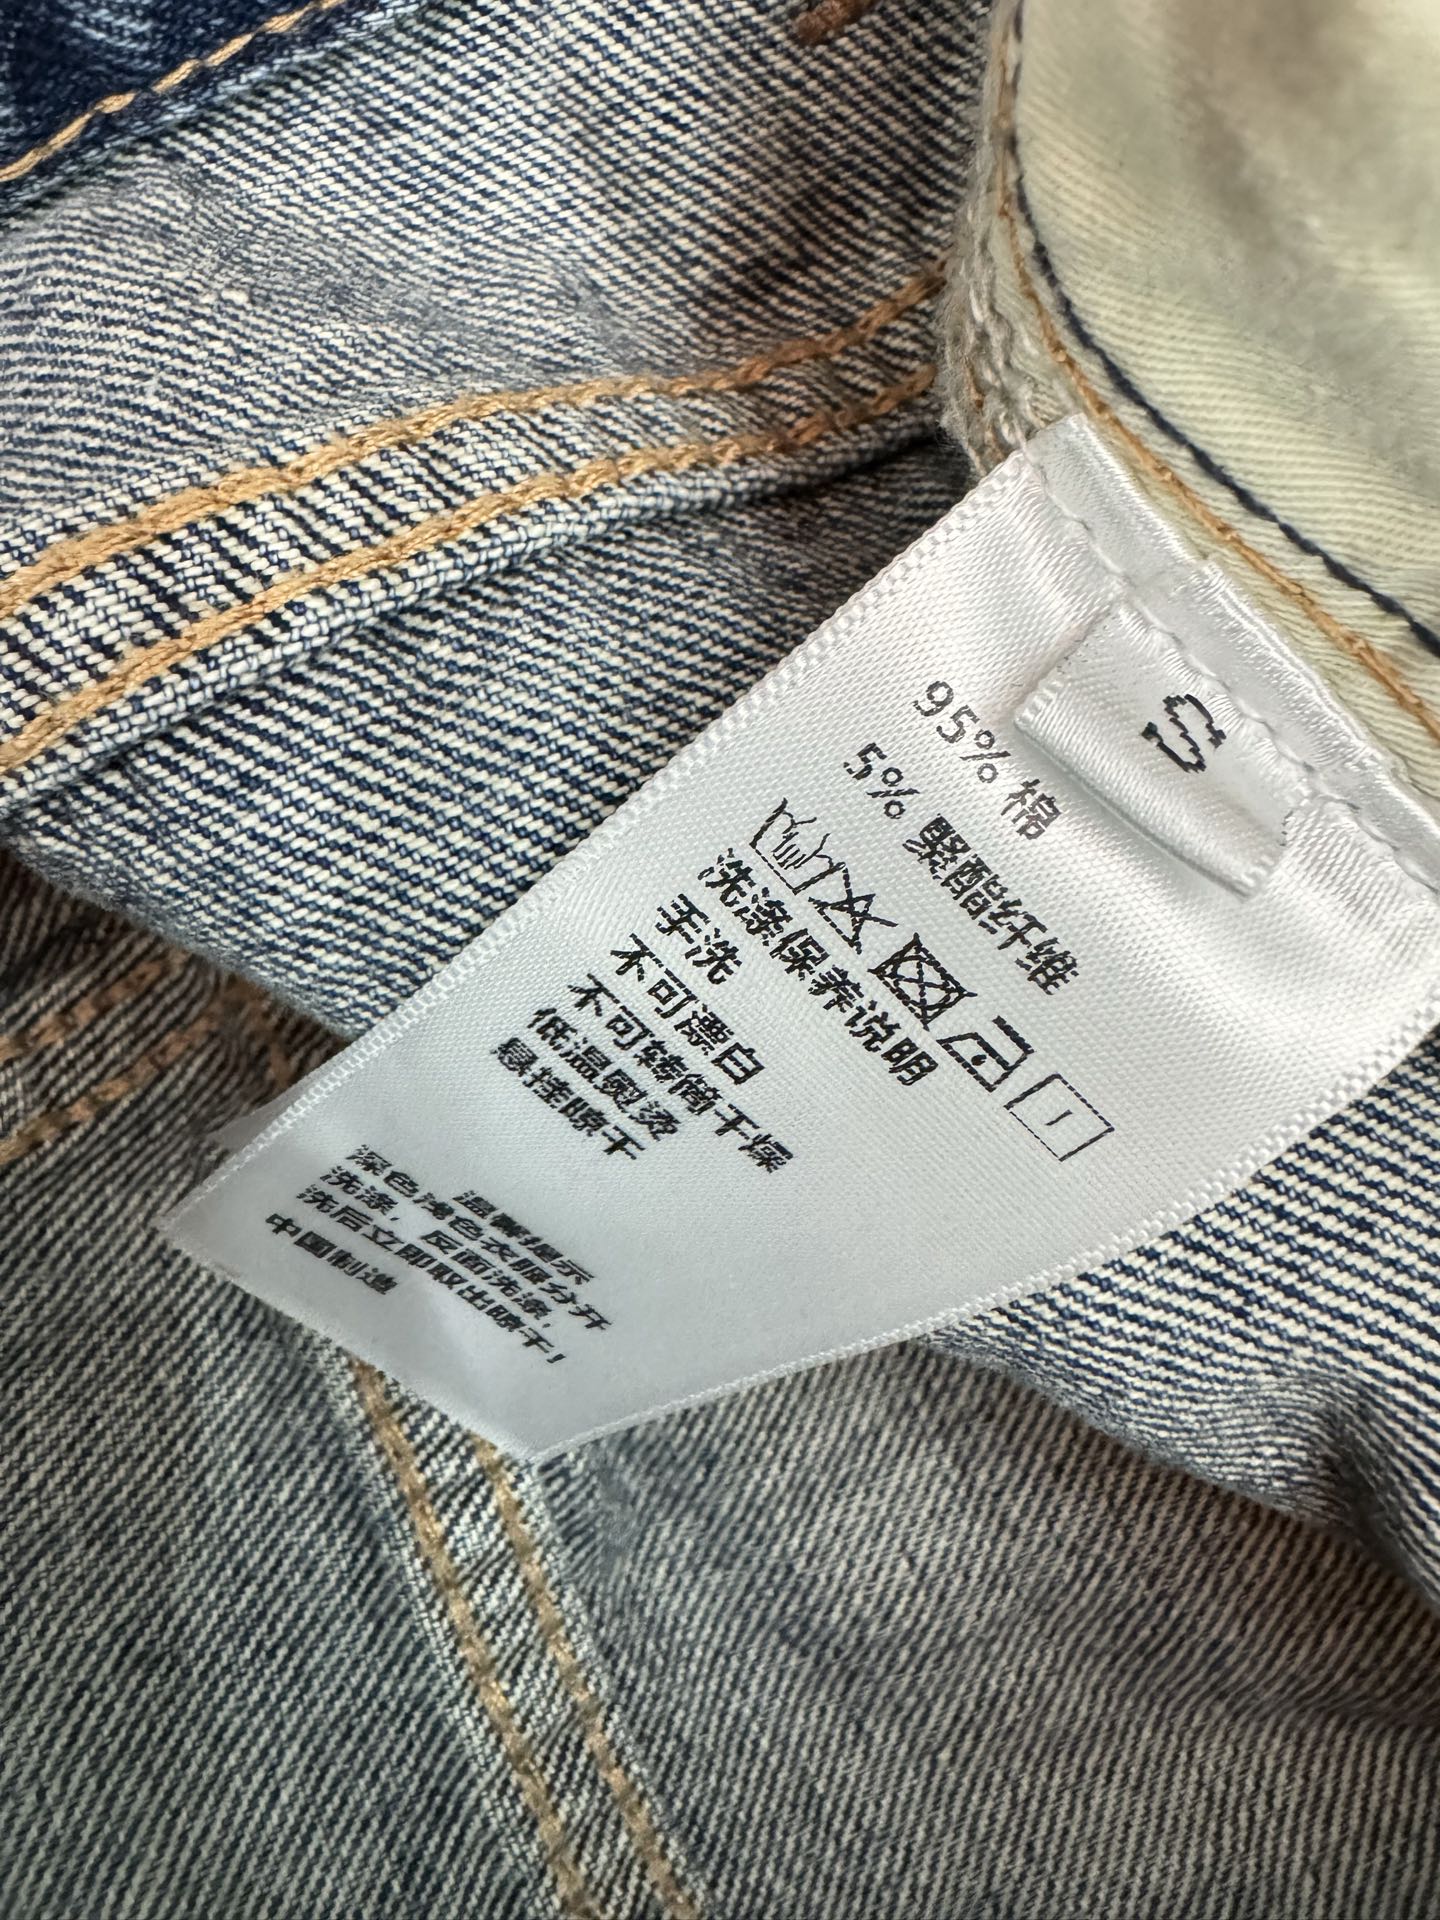 S
95% 棉
5% 聚酯纤维
洗涤保养说明
手洗
不可漂白
不可转筒干燥
低温熨烫
悬挂晾干
温馨提示
深色浅色衣服分开
洗涤，反面洗涤，
洗后立即取出晾干！
中国制造